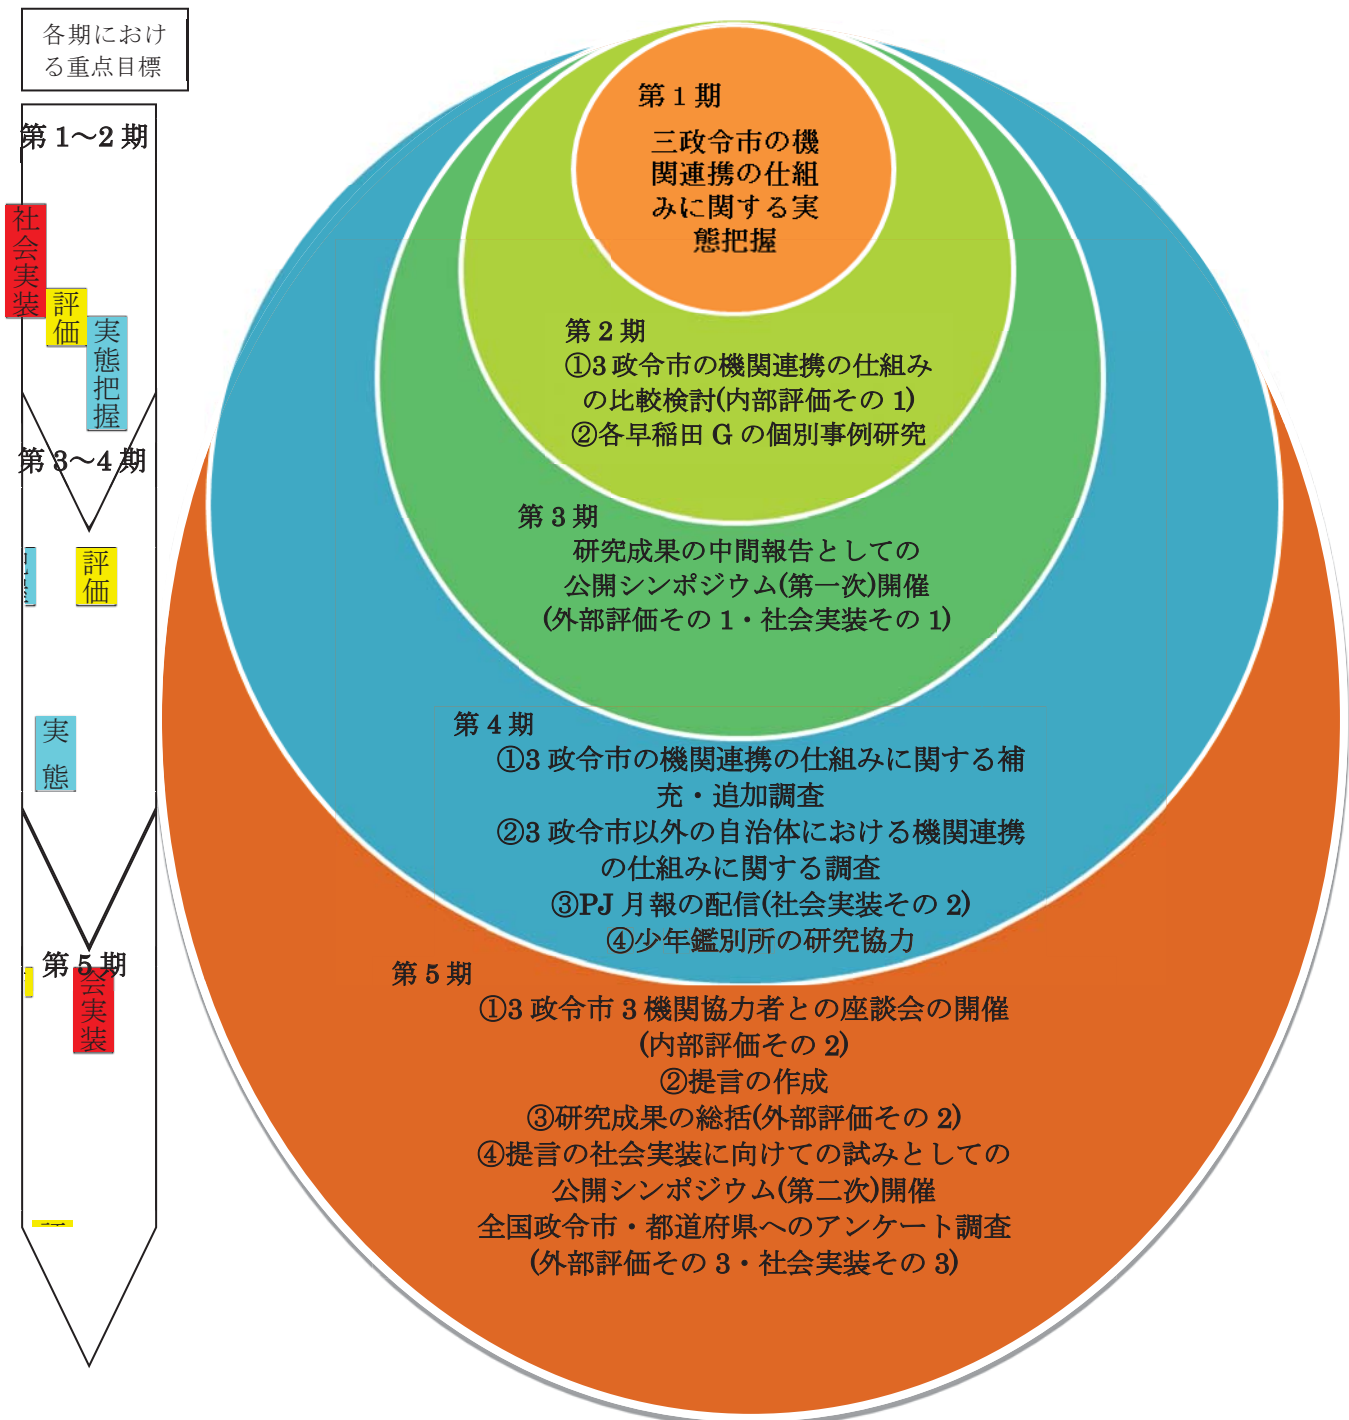 各期におけ
る重点目標
第1～2期
社会実装
評価
実態把握
第3～4期
評価
実態
第5期
会実装
第1期
三政令市の機
関連携の仕組
みに関する実
態把握
第2期
①3政令市の機関連携の仕組み
の比較検討(内部評価その1)
②各早稲田Gの個別事例研究
第3期
研究成果の中間報告としての
公開シンポジウム(第一次)開催
(外部評価その1・社会実装その1)
第4期
①3政令市の機関連携の仕組みに関する補
充・追加調査
②3政令市以外の自治体における機関連携
の仕組みに関する調査
③PJ月報の配信(社会実装その2)
④少年鑑別所の研究協力
第5期
①3政令市3機関協力者との座談会の開催
(内部評価その2)
②提言の作成
③研究成果の総括(外部評価その2)
④提言の社会実装に向けての試みとしての
公開シンポジウム(第二次)開催
全国政令市・都道府県へのアンケート調査
(外部評価その3・社会実装その3)